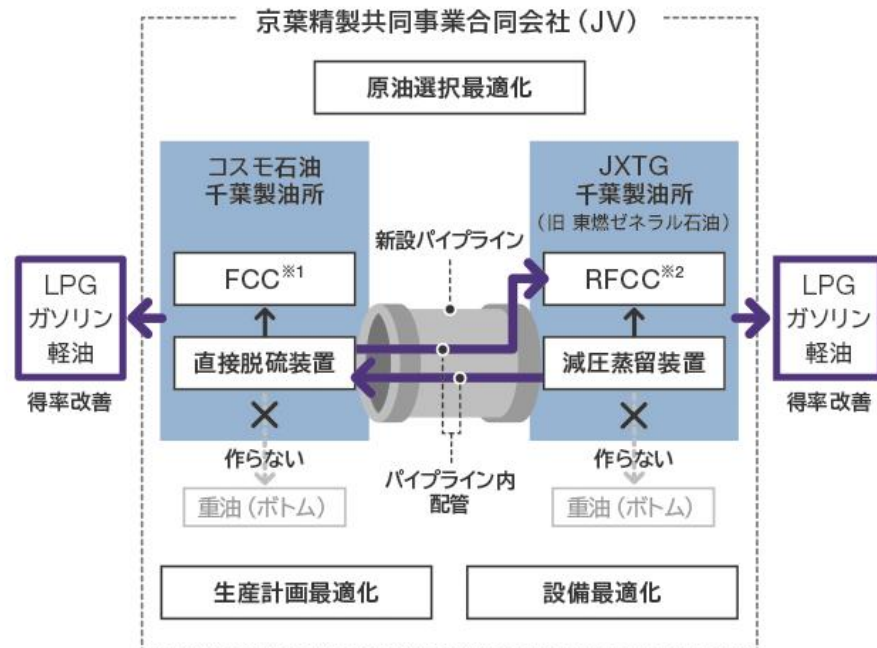 京葉精製共同事業合同会社（JV）
原油選択最適化
コスモ石油
千葉製油所
JXTG
千葉製油所
（旧 東燃ゼネラル石油）
新設パイプライン
LPG
ガソリン
軽油
得率改善
FCC※1
RFCC※2
LPG
ガソリン
軽油
得率改善
直接脱硫装置
減圧蒸留装置
作らない
作らない
パイプライン内
配管
重油（ボトム）
重油（ボトム）
生産計画最適化
設備最適化